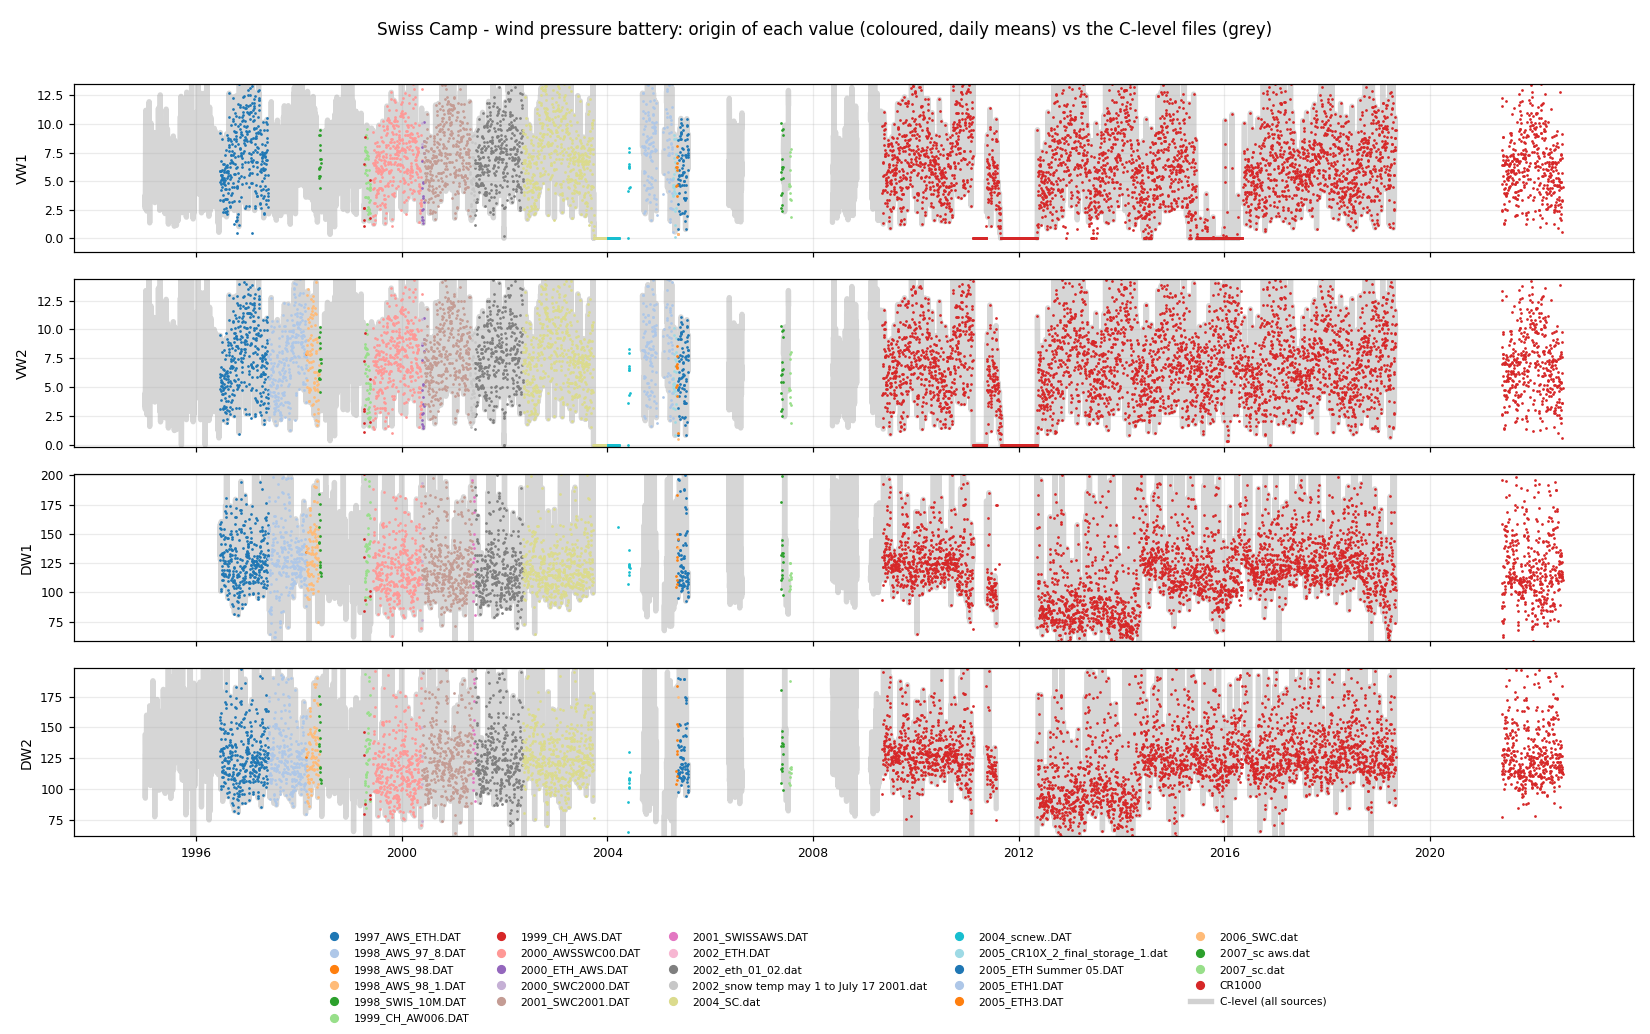 Swiss Camp - wind pressure battery: origin of each value (coloured, daily means) vs the C-level files (grey)
12.5
10.0
7.5
5.0
2.5
0.0
VW1
12.5
10.0
7.5
5.0
2.5
0.0
VW2
200
175
150
125
100
75
DW1
175
150
125
100
75
DW2
1996 2000 2004 2008 2012 2016 2020
1997_AWS_ETH.DAT
1998_AWS_97_8.DAT
1998_AWS_98.DAT
1998_AWS_98_1.DAT
1998_SWIS_10M.DAT
1999_CH_AW006.DAT
1999_CH_AWS.DAT
2000_AWSSWC00.DAT
2000_ETH_AWS.DAT
2000_SWC2000.DAT
2001_SWC2001.DAT
2001_SWISSAWS.DAT
2002_ETH.DAT
2002_eth_01_02.dat
2002_snow temp may 1 to July 17 2001.dat
2004_SC.dat
2004_scnew..DAT
2005_CR10X_2_final_storage_1.dat
2005_ETH Summer 05.DAT
2005_ETH1.DAT
2005_ETH3.DAT
2006_SWC.dat
2007_sc aws.dat
2007_sc.dat
CR1000
C-level (all sources)